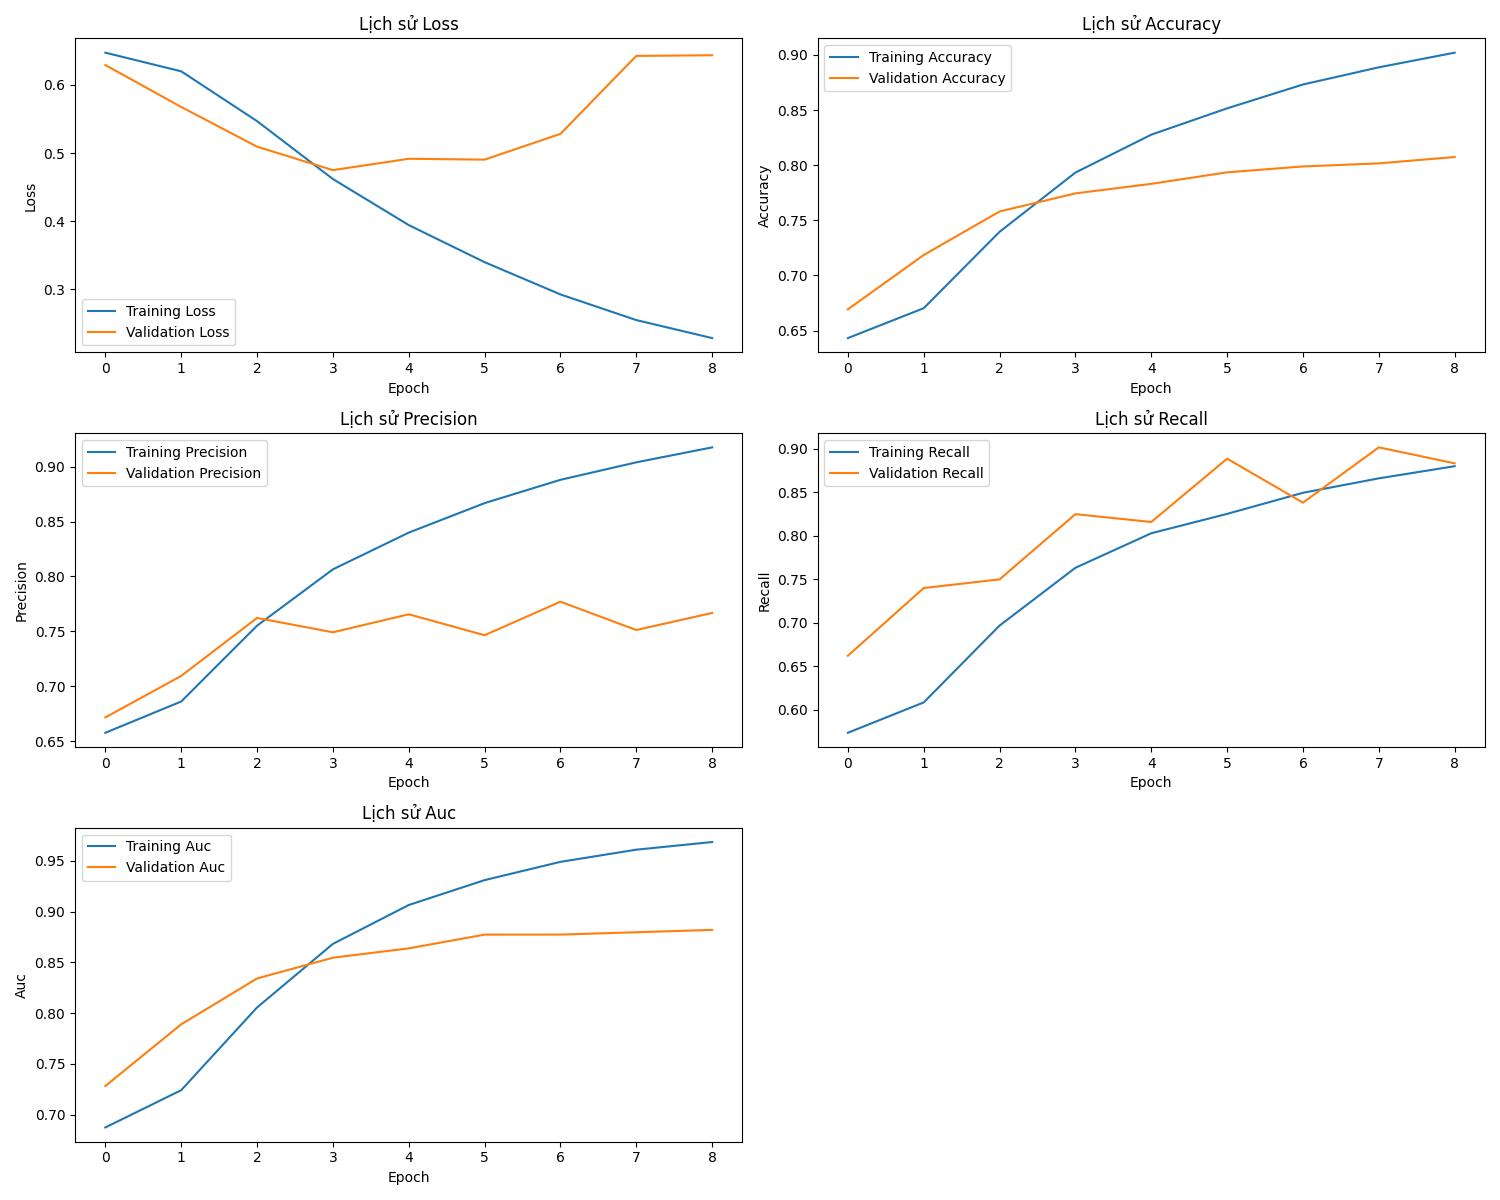 Lịch sử Loss
0.6
0.5
0.4
0.3
Loss
Training Loss
Validation Loss
0 1 2 3 4 5 6 7 8
Epoch
Lịch sử Accuracy
0.90
0.85
0.80
0.75
0.70
0.65
Accuracy
Training Accuracy
Validation Accuracy
0 1 2 3 4 5 6 7 8
Epoch
Lịch sử Precision
0.90
0.85
0.80
0.75
0.70
0.65
Precision
Training Precision
Validation Precision
0 1 2 3 4 5 6 7 8
Epoch
Lịch sử Recall
0.90
0.85
0.80
0.75
0.70
0.65
0.60
Recall
Training Recall
Validation Recall
0 1 2 3 4 5 6 7 8
Epoch
Lịch sử Auc
0.95
0.90
0.85
0.80
0.75
0.70
Auc
Training Auc
Validation Auc
0 1 2 3 4 5 6 7 8
Epoch